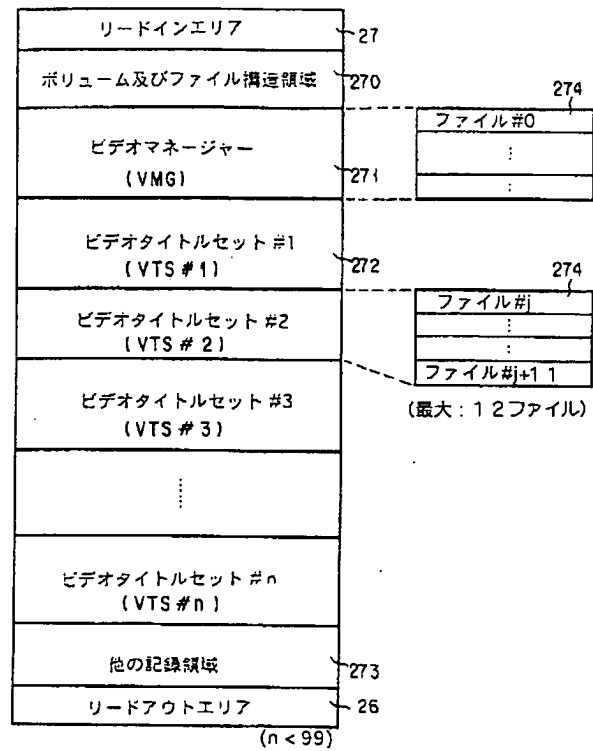 リードインエリア
27
ボリューム及びファイル構造領域
270
ビデオマネージャー
(VMG)
271
274
ファイル#0
⋮
⋮
ビデオタイトルセット #1
(VTS #1)
272
ビデオタイトルセット #2
(VTS #2)
274
ファイル#j
⋮
⋮
ファイル#j+11
(最大:12ファイル)
ビデオタイトルセット #3
(VTS #3)
⋮
ビデオタイトルセット #n
(VTS #n)
他の記録領域
273
リードアウトエリア
26
(n<99)